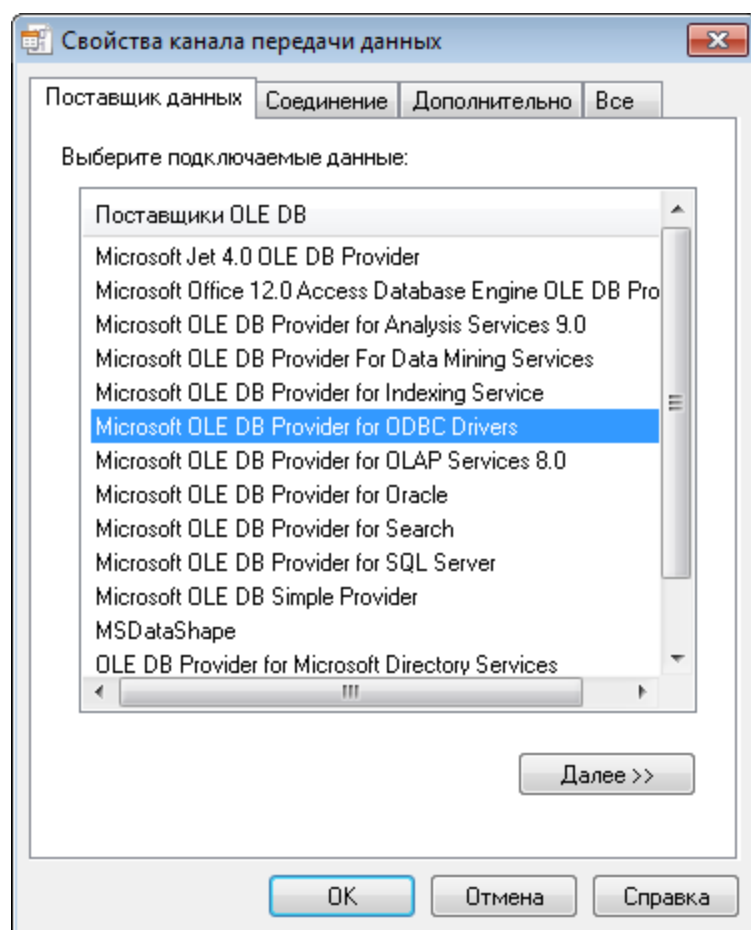 Свойства канала передачи данных
Поставщик данных Соединение Дополнительно Все
Выберите подключаемые данные:
Поставщики OLE DB
Microsoft Jet 4.0 OLE DB Provider
Microsoft Office 12.0 Access Database Engine OLE DB Pro
Microsoft OLE DB Provider for Analysis Services 9.0
Microsoft OLE DB Provider For Data Mining Services
Microsoft OLE DB Provider for Indexing Service
Microsoft OLE DB Provider for ODBC Drivers
Microsoft OLE DB Provider for OLAP Services 8.0
Microsoft OLE DB Provider for Oracle
Microsoft OLE DB Provider for Search
Microsoft OLE DB Provider for SQL Server
Microsoft OLE DB Simple Provider
MSDataShape
OLE DB Provider for Microsoft Directory Services
Далее >>
OK Отмена Справка